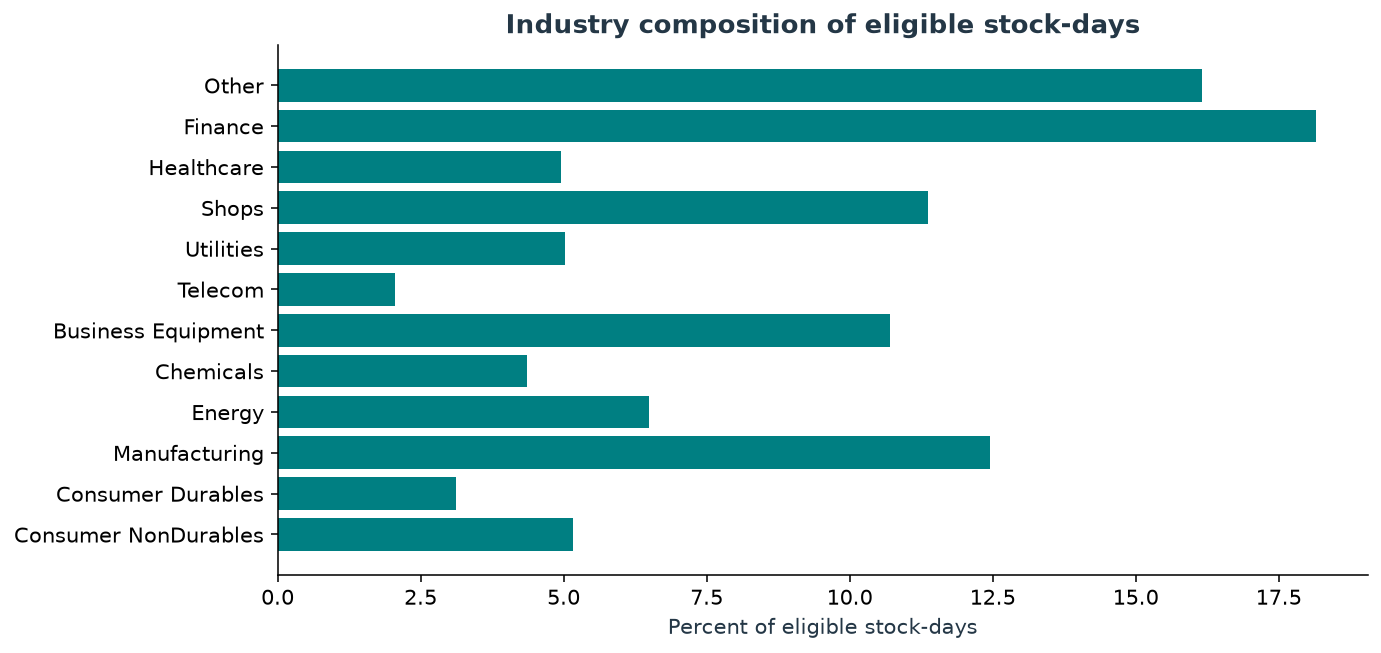 Industry composition of eligible stock-days
Other
Finance
Healthcare
Shops
Utilities
Telecom
Business Equipment
Chemicals
Energy
Manufacturing
Consumer Durables
Consumer NonDurables
0.0 2.5 5.0 7.5 10.0 12.5 15.0 17.5
Percent of eligible stock-days